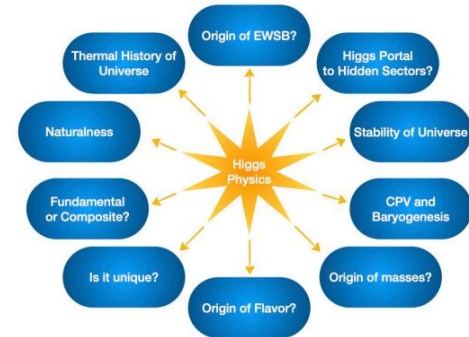 Origin of EWSB?
Higgs Portal
to Hidden Sectors?
Stability of Universe
CPV and
Baryogenesis
Origin of masses?
Origin of Flavor?
Is it unique?
Fundamental
or Composite?
Naturalness
Thermal History of
Universe
Higgs
Physics